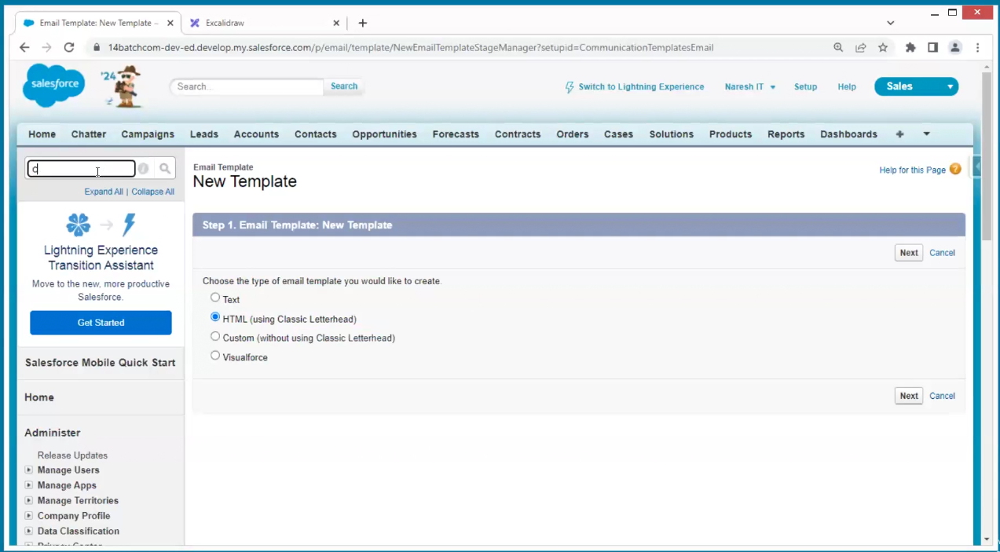 Email Template: New Template –
Excalidraw
14batchcom-dev-ed.develop.my.salesforce.com/p/email/template/NewEmailTemplateStageManager?setupid=CommunicationTemplatesEmail
salesforce
'24
Search...
Search
Switch to Lightning Experience
Naresh IT
Setup
Help
Sales
Home Chatter Campaigns Leads Accounts Contacts Opportunities Forecasts Contracts Orders Cases Solutions Products Reports Dashboards +
c
Expand All | Collapse All
Lightning Experience
Transition Assistant
Move to the new, more productive
Salesforce.
Get Started
Salesforce Mobile Quick Start
Home
Administer
Release Updates
Manage Users
Manage Apps
Manage Territories
Company Profile
Data Classification
Privacy Center
Email Template
New Template
Help for this Page ?
Step 1. Email Template: New Template
Next Cancel
Choose the type of email template you would like to create.
Text
HTML (using Classic Letterhead)
Custom (without using Classic Letterhead)
Visualforce
Next Cancel